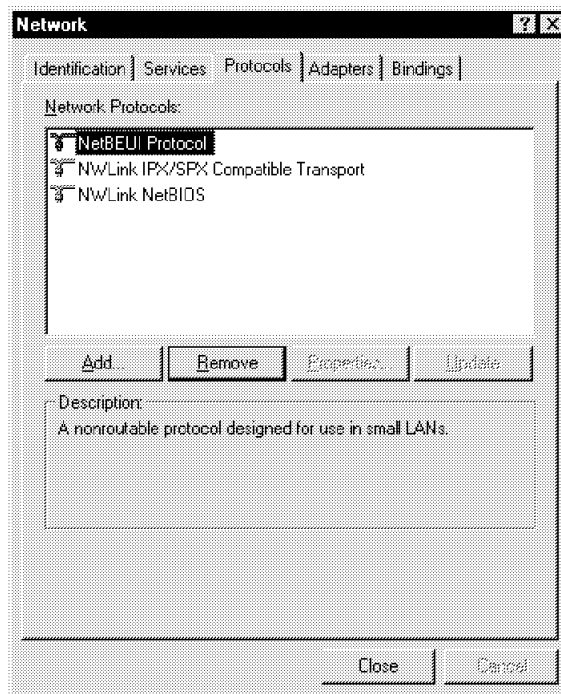 Network
Identification Services Protocols Adapters Bindings
Network Protocols:
NetBEUI Protocol
NWLink IPX/SPX Compatible Transport
NWLink NetBIOS
Add... Remove Properties... Update
Description:
A nonroutable protocol designed for use in small LANs.
Close Cancel